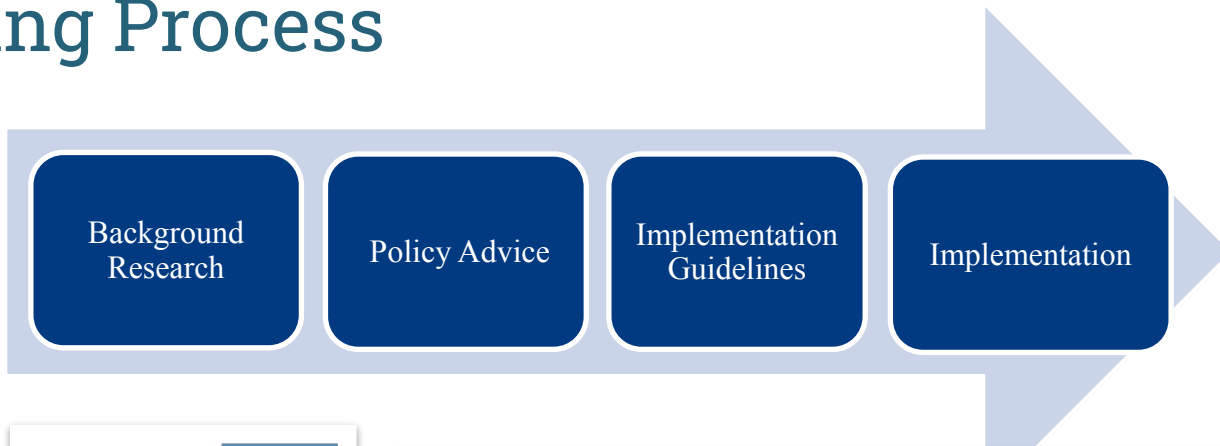 ing Process
Background
Research
Policy Advice
Implementation
Guidelines
Implementation